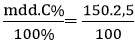 mdd.C% / 100% = 150.2,5 / 100